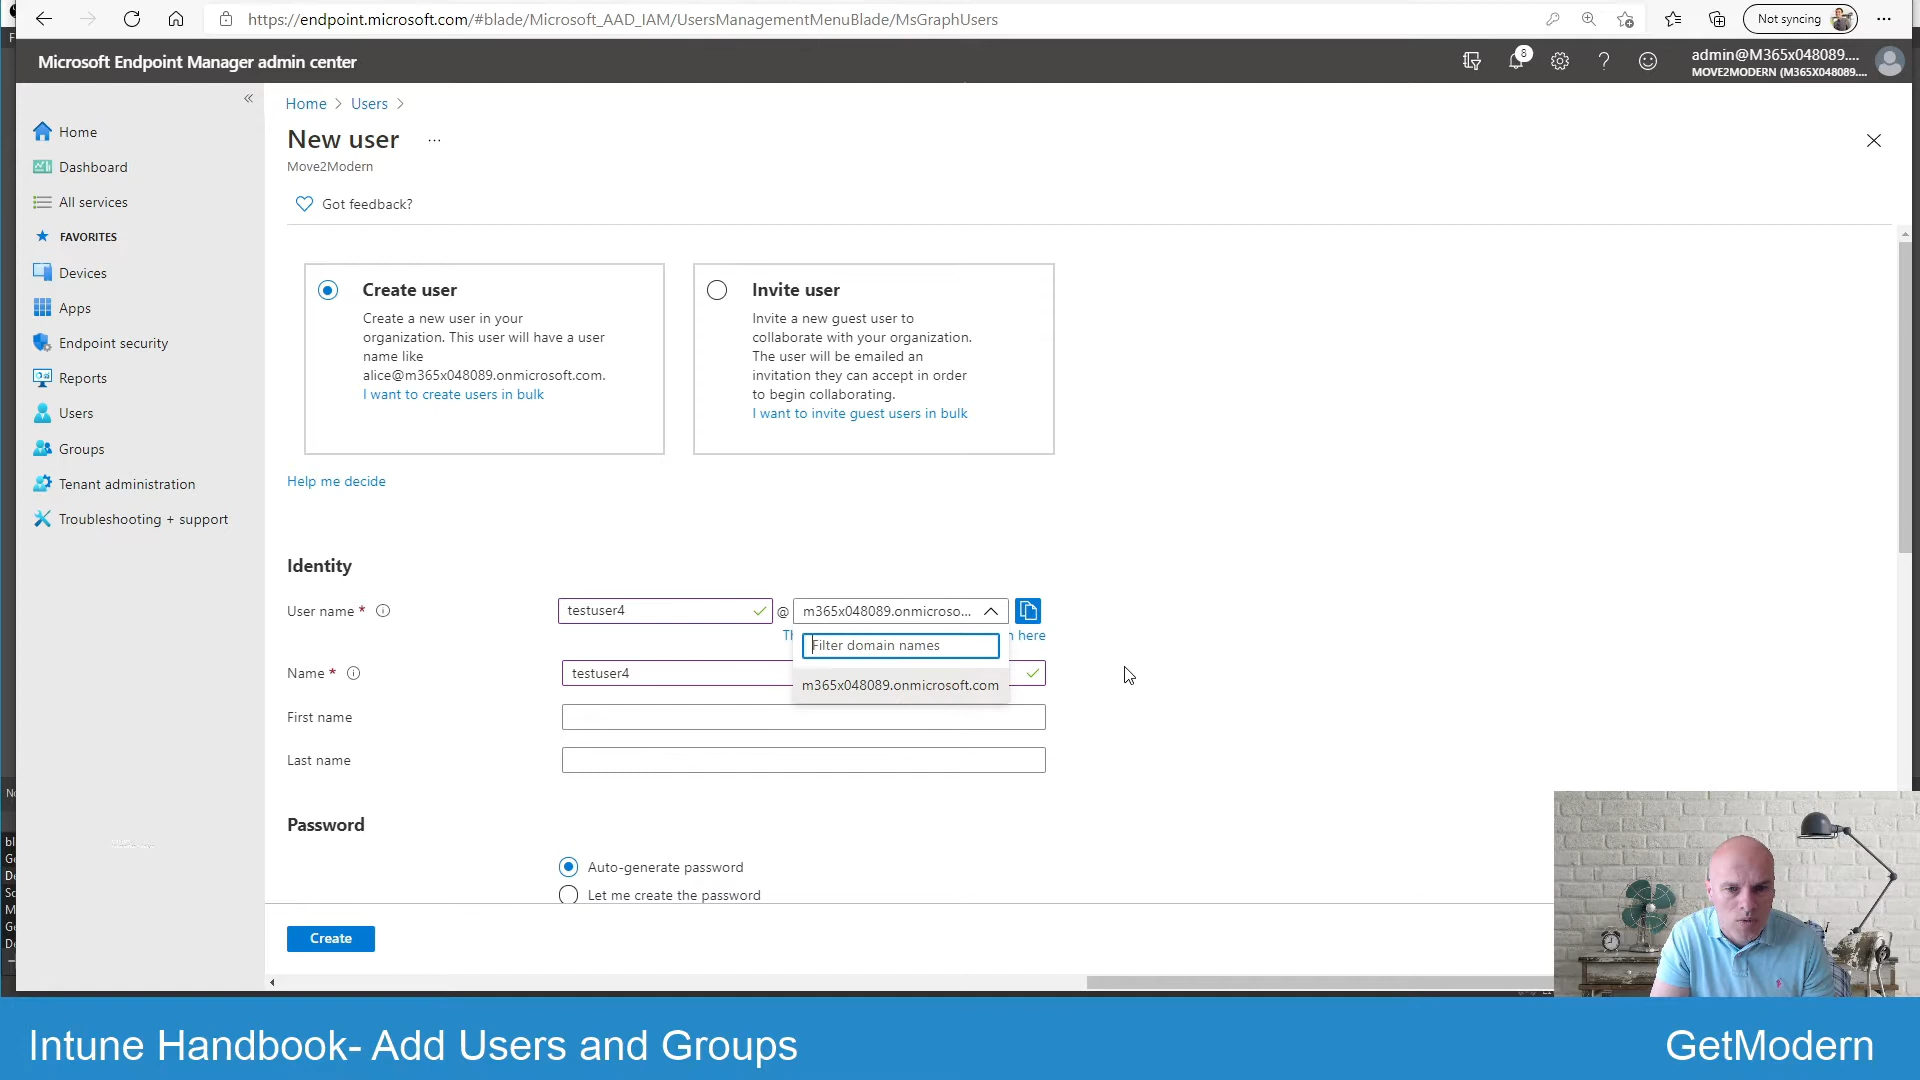 https://endpoint.microsoft.com/#blade/Microsoft_AAD_IAM/UsersManagementMenuBlade/MsGraphUsers
Not syncing
Microsoft Endpoint Manager admin center
8
admin@M365x048089....
MOVE2MODERN (M365X048089....
Home
Dashboard
All services
FAVORITES
Devices
Apps
Endpoint security
Reports
Users
Groups
Tenant administration
Troubleshooting + support
Home > Users >
New user ...
Move2Modern
Got feedback?
Create user
Create a new user in your
organization. This user will have a user
name like
alice@m365x048089.onmicrosoft.com.
I want to create users in bulk
Invite user
Invite a new guest user to
collaborate with your organization.
The user will be emailed an
invitation they can accept in order
to begin collaborating.
I want to invite guest users in bulk
Help me decide
Identity
User name *
testuser4
@
m365x048089.onmicroso...
here
Filter domain names
m365x048089.onmicrosoft.com
Name *
testuser4
First name
Last name
Password
Auto-generate password
Let me create the password
Create
Intune Handbook- Add Users and Groups
GetModern